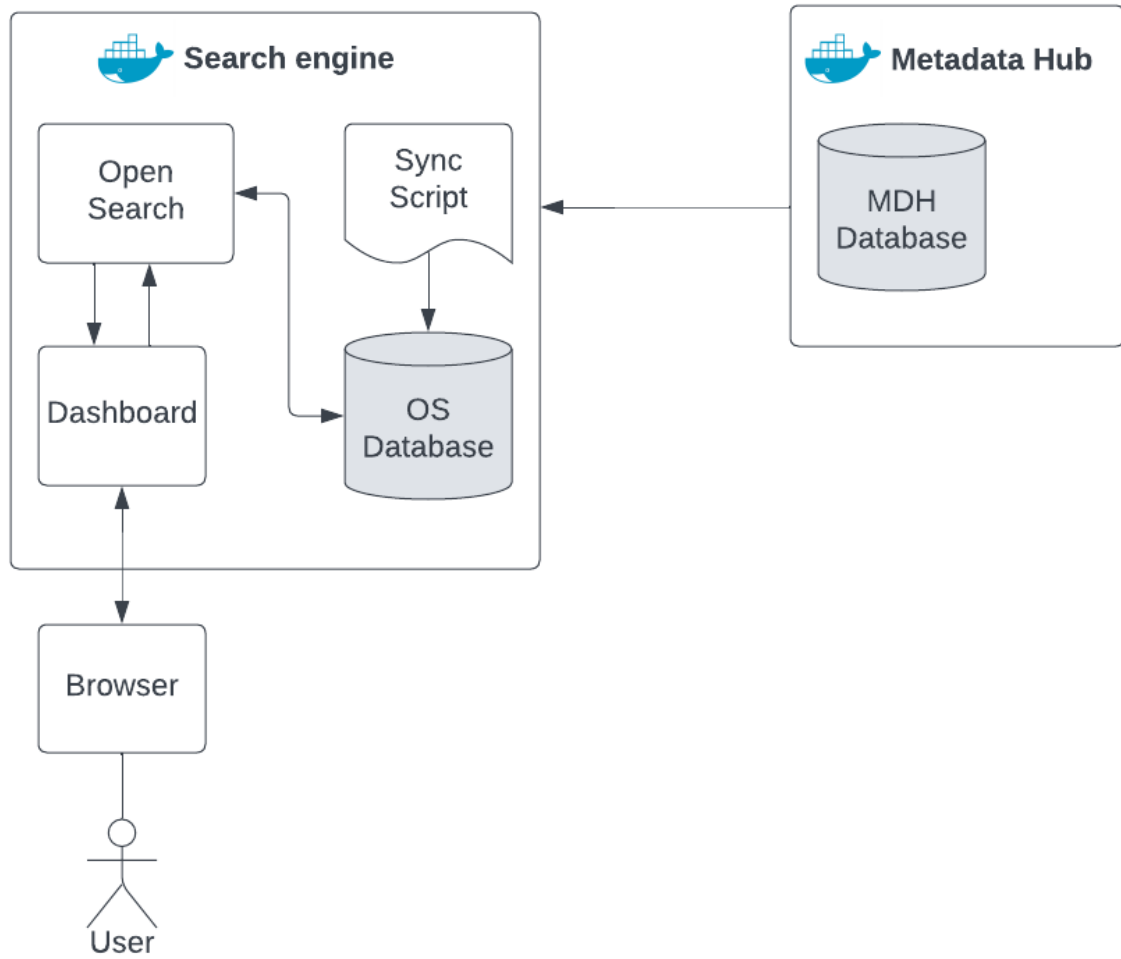 Search engine
Metadata Hub
Open
Search
Sync
Script
MDH
Database
Dashboard
OS
Database
Browser
User